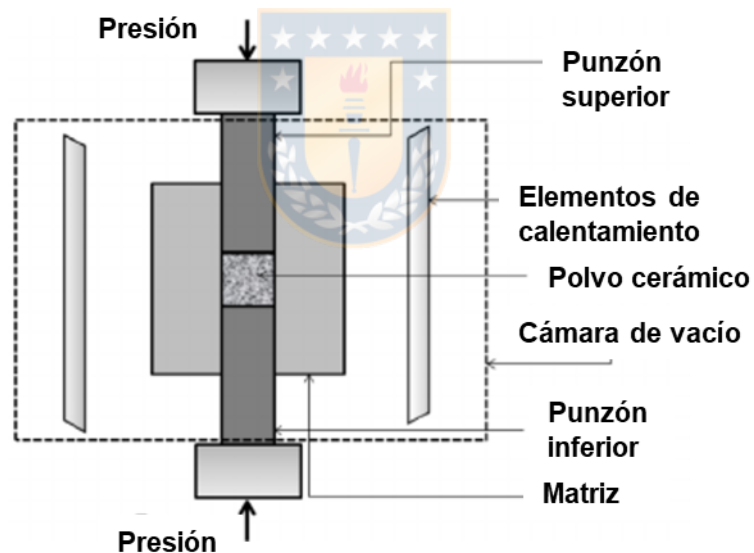 Presión
Punzón
superior
Elementos de
calentamiento
Polvo cerámico
Cámara de vacío
Punzón
inferior
Matriz
Presión